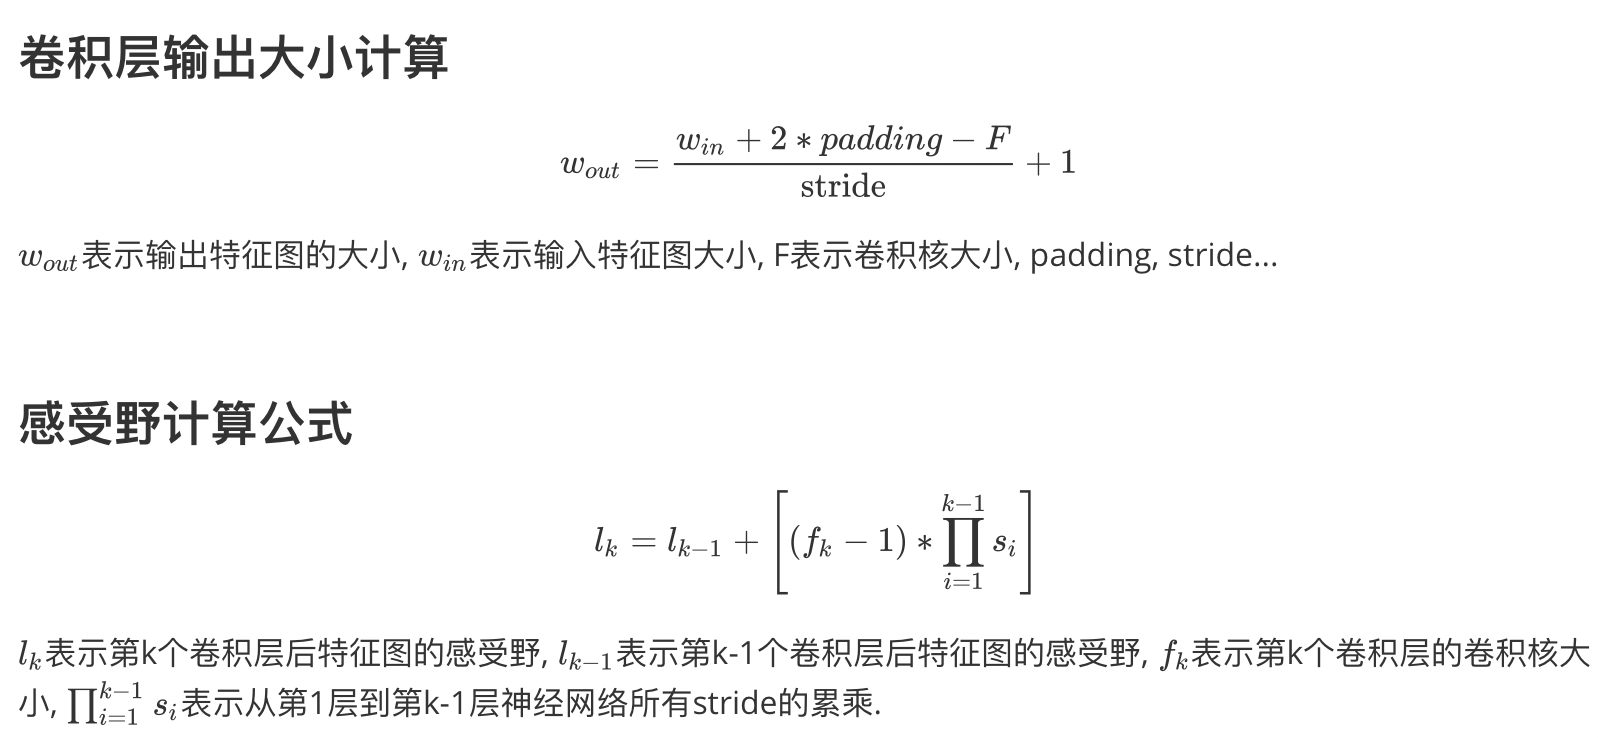 卷积层输出大小计算
$$w_{out} = \frac{w_{in} + 2 * padding - F}{\text{stride}} + 1$$
$w_{out}$表示输出特征图的大小, $w_{in}$表示输入特征图大小, F表示卷积核大小, padding, stride...
感受野计算公式
$$l_k = l_{k-1} + \left[(f_k - 1) * \prod_{i=1}^{k-1} s_i\right]$$
$l_k$表示第k个卷积层后特征图的感受野, $l_{k-1}$表示第k-1个卷积层后特征图的感受野, $f_k$表示第k个卷积层的卷积核大
小, $\prod_{i=1}^{k-1} s_i$表示从第1层到第k-1层神经网络所有stride的累乘.